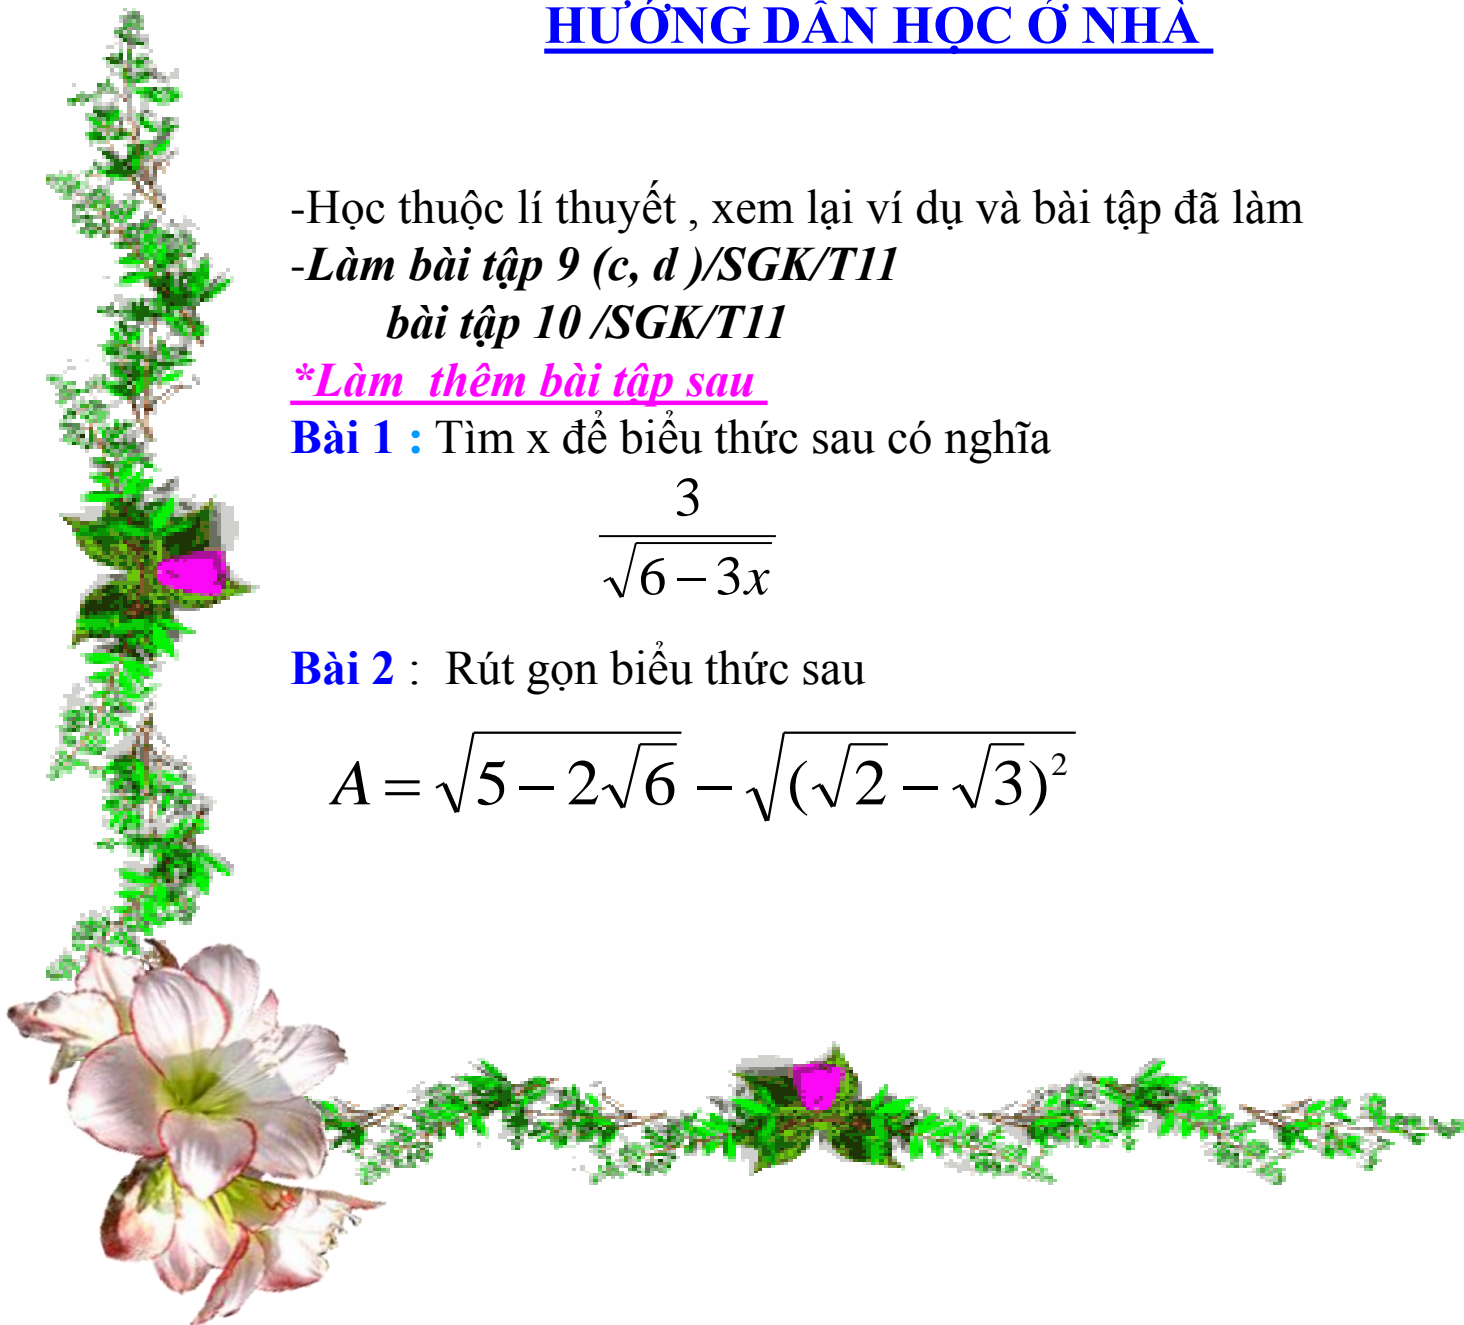 HƯỚNG DẪN HỌC Ở NHÀ
-Học thuộc lí thuyết , xem lại ví dụ và bài tập đã làm
-Làm bài tập 9 (c, d )/SGK/T11
bài tập 10 /SGK/T11
*Làm thêm bài tập sau
Bài 1 : Tìm x để biểu thức sau có nghĩa
3
√6 − 3x
Bài 2 : Rút gọn biểu thức sau
A = √(5 − 2√6) − √((√2 − √3)²)